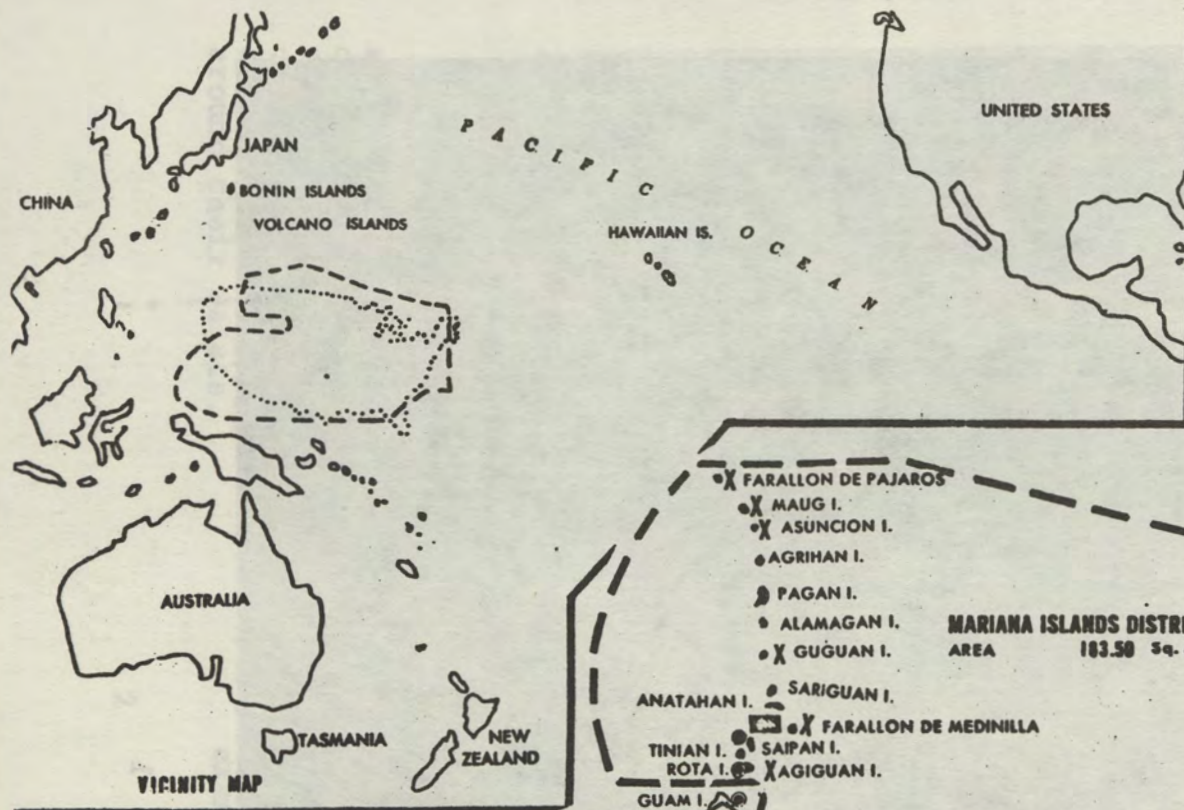 UNITED STATES
JAPAN
PACIFIC OCEAN
CHINA
BONIN ISLANDS
VOLCANO ISLANDS
HAWAIIAN IS.
AUSTRALIA
TASMANIA
NEW
ZEALAND
VICINITY MAP
X FARALLON DE PAJAROS
X MAUG I.
X ASUNCION I.
AGRIHAN I.
PAGAN I.
ALAMAGAN I.
X GUGUAN I.
MARIANA ISLANDS DISTRI
AREA 183.50 Sq.
ANATAHAN I.
SARIGUAN I.
X FARALLON DE MEDINILLA
TINIAN I.
SAIPAN I.
ROTA I.
X AGIGUAN I.
GUAM I.